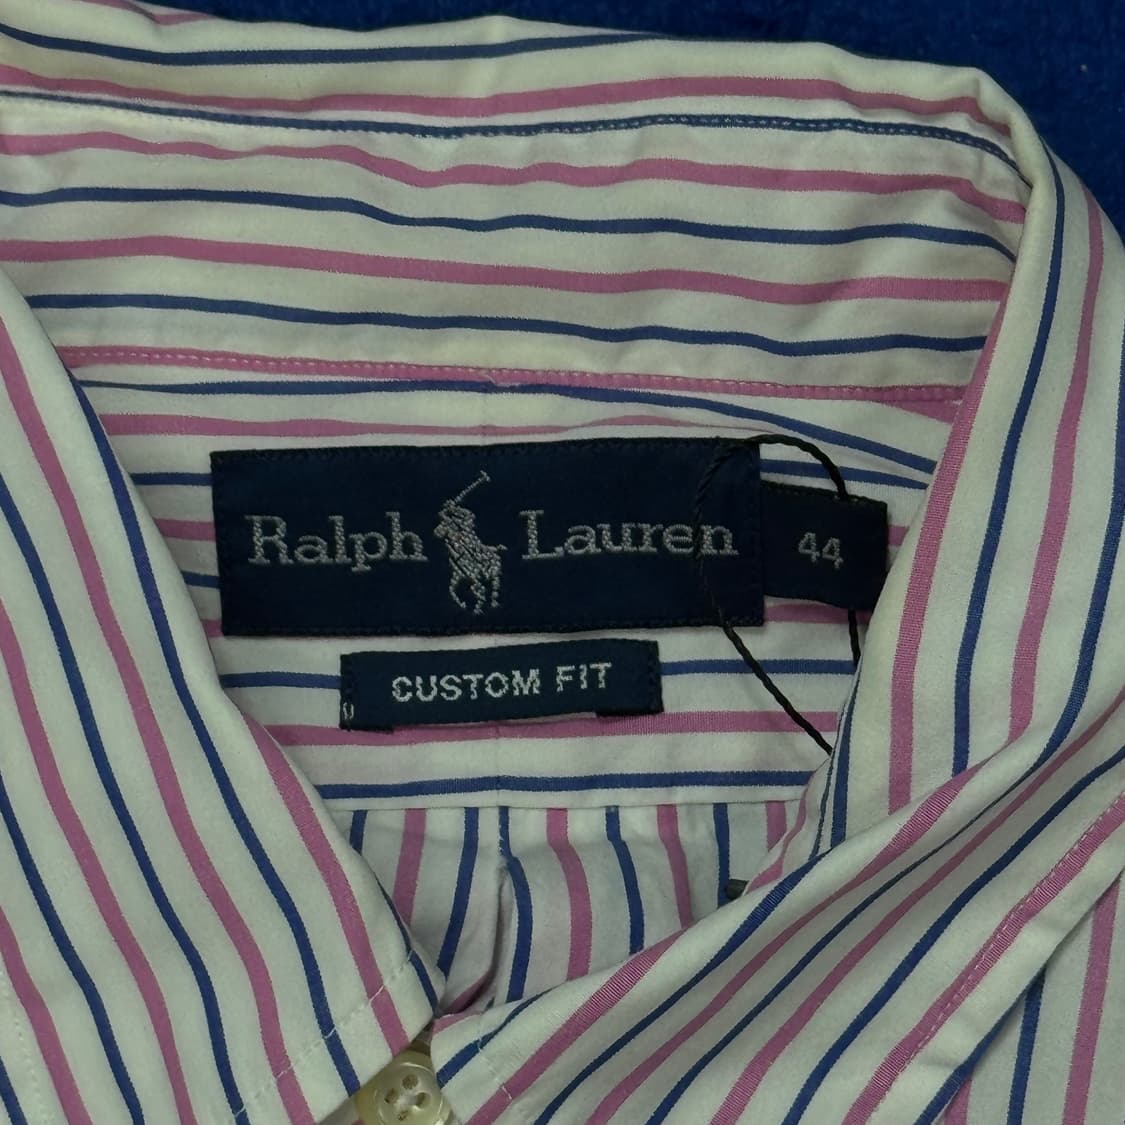 Ralph Lauren
44
CUSTOM FIT